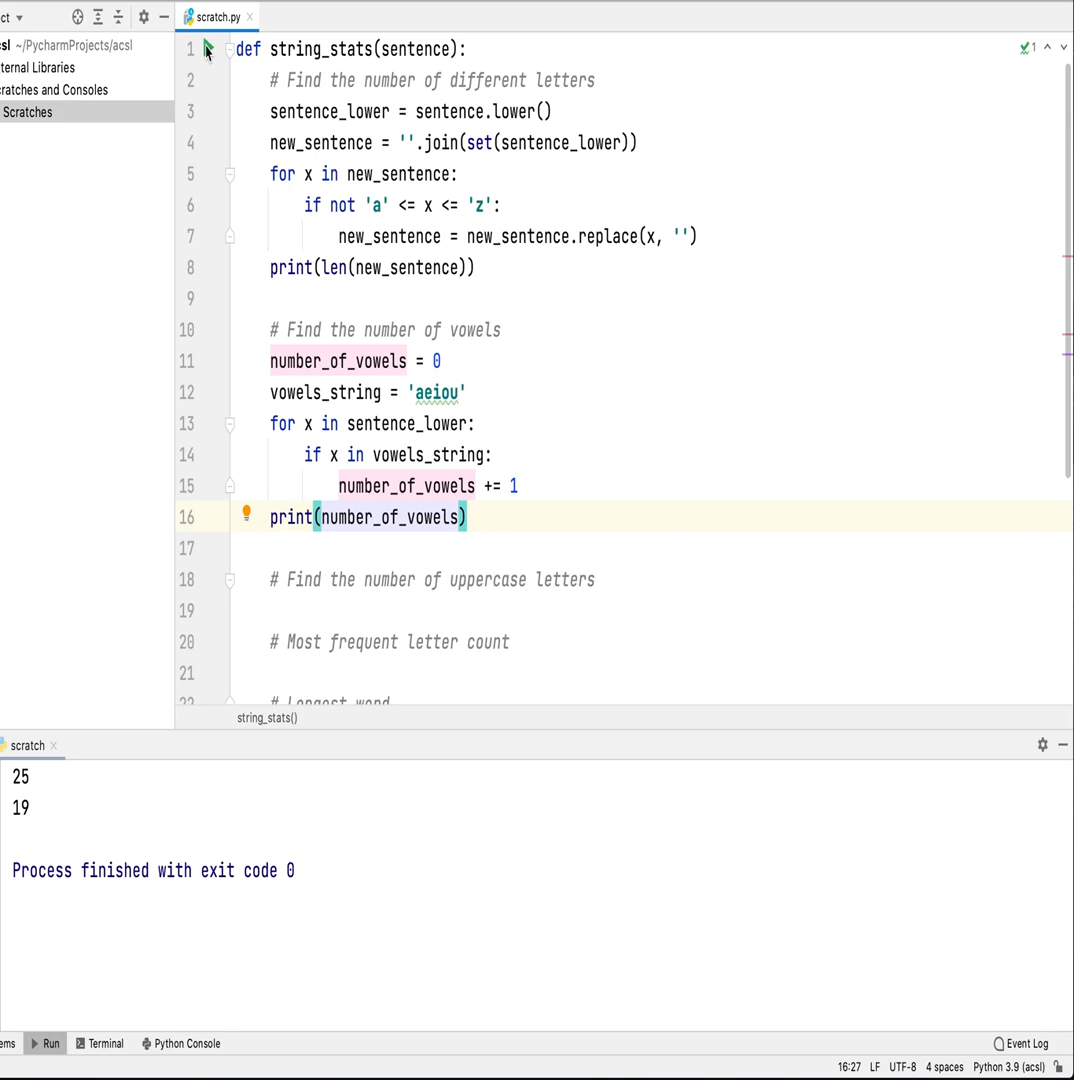 ct
scratch.py
sl ~/PycharmProjects/acsl
ternal Libraries
ratches and Consoles
Scratches
1 def string_stats(sentence):
2 # Find the number of different letters
3 sentence_lower = sentence.lower()
4 new_sentence = ''.join(set(sentence_lower))
5 for x in new_sentence:
6 if not 'a' <= x <= 'z':
7 new_sentence = new_sentence.replace(x, '')
8 print(len(new_sentence))
9
10 # Find the number of vowels
11 number_of_vowels = 0
12 vowels_string = 'aeiou'
13 for x in sentence_lower:
14 if x in vowels_string:
15 number_of_vowels += 1
16 print(number_of_vowels)
17
18 # Find the number of uppercase letters
19
20 # Most frequent letter count
21
22 # Longest word
1
string_stats()
scratch
25
19
Process finished with exit code 0
ems Run Terminal Python Console Event Log
16:27 LF UTF-8 4 spaces Python 3.9 (acsl)